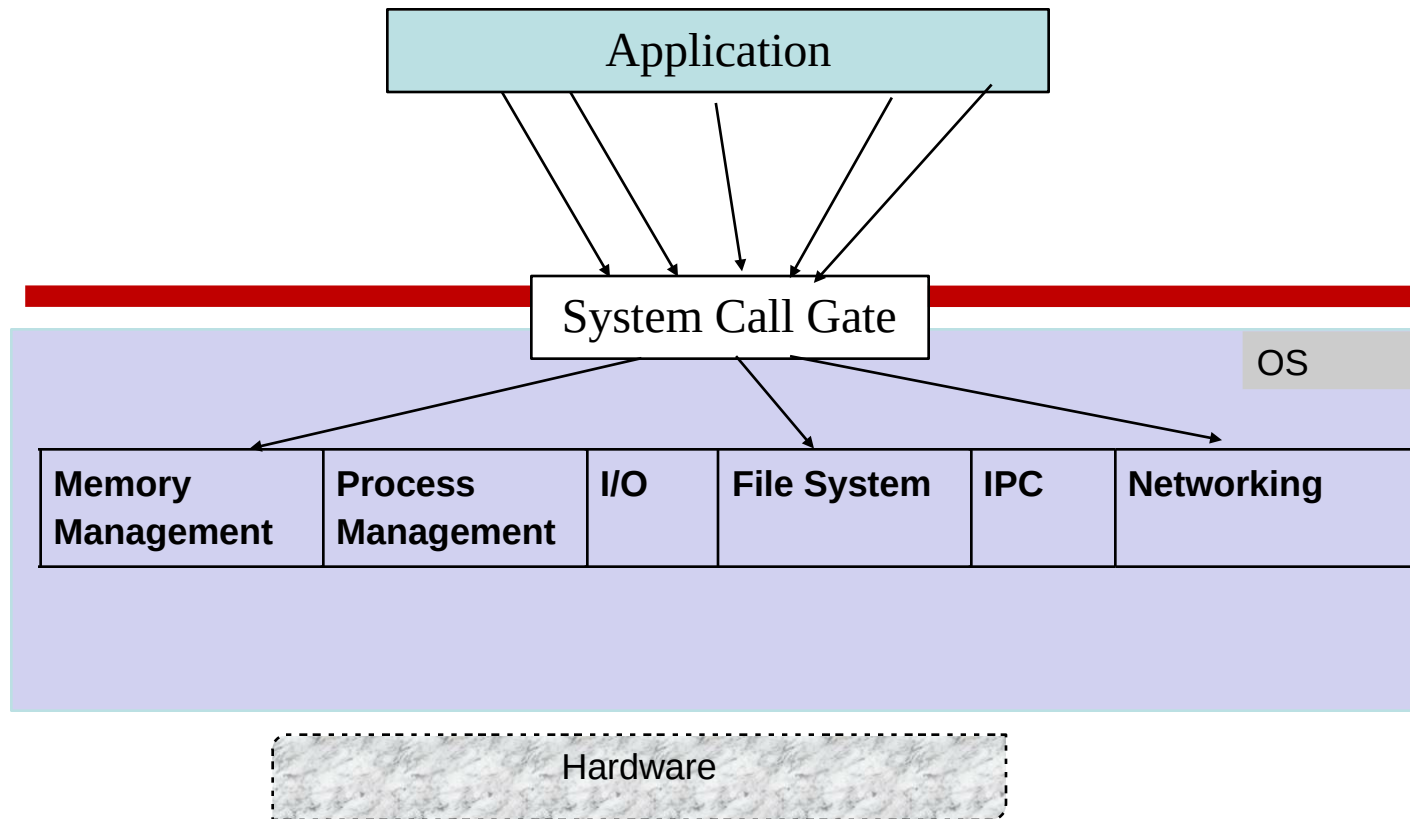 Application
System Call Gate
OS
Memory
Management
Process
Management
I/O
File System
IPC
Networking
Hardware